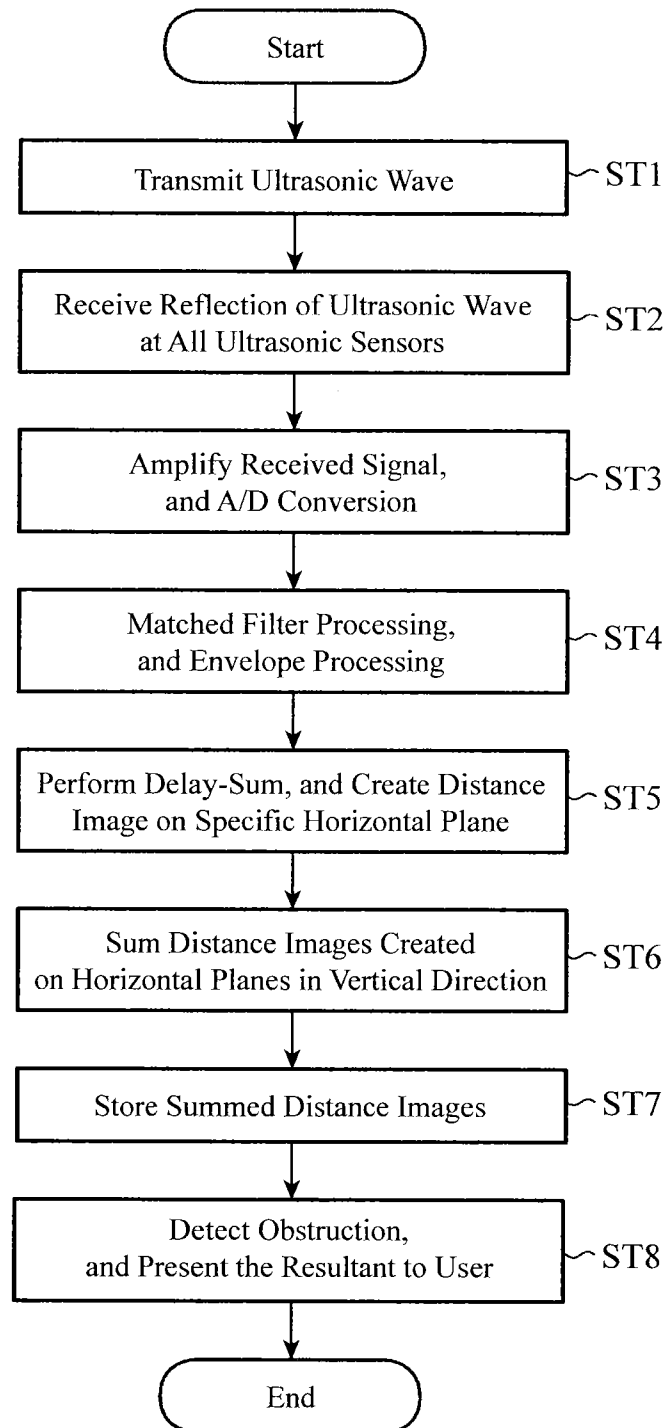 Start
Transmit Ultrasonic Wave
ST1
Receive Reflection of Ultrasonic Wave
at All Ultrasonic Sensors
ST2
Amplify Received Signal,
and A/D Conversion
ST3
Matched Filter Processing,
and Envelope Processing
ST4
Perform Delay-Sum, and Create Distance
Image on Specific Horizontal Plane
ST5
Sum Distance Images Created
on Horizontal Planes in Vertical Direction
ST6
Store Summed Distance Images
ST7
Detect Obstruction,
and Present the Resultant to User
ST8
End